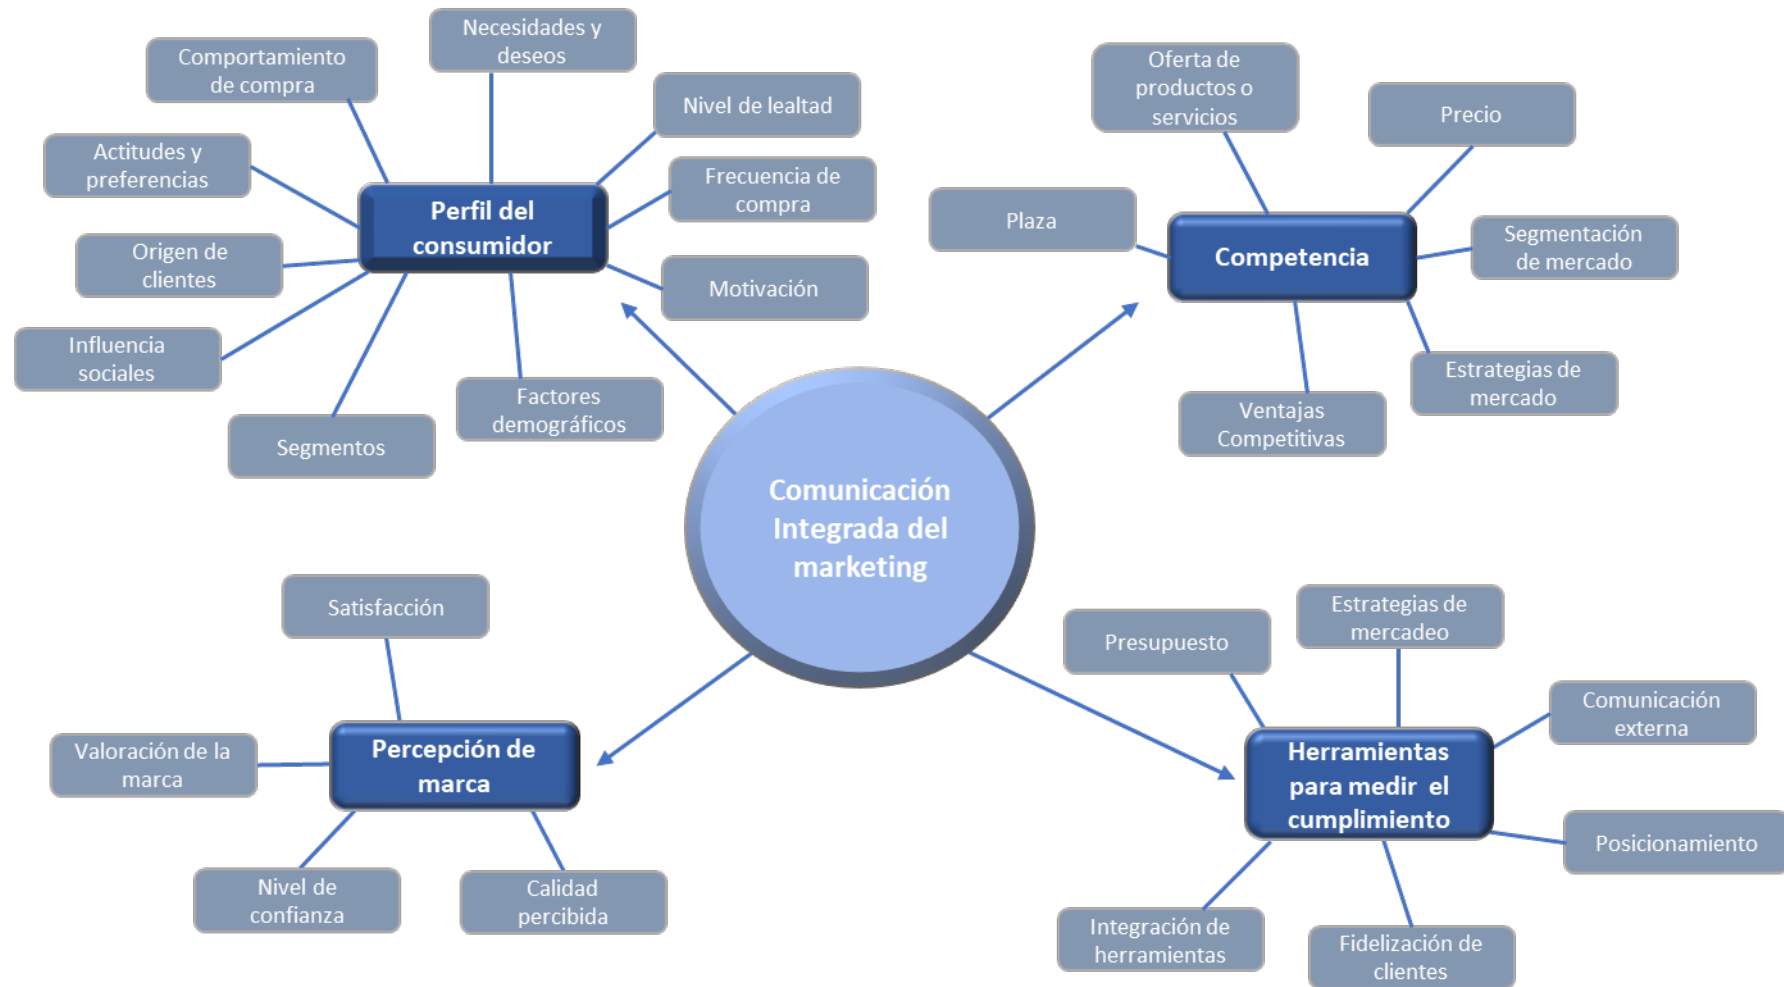 Necesidades y
deseos
Comportamiento
de compra
Nivel de lealtad
Actitudes y
preferencias
Frecuencia de
compra
Perfil del
consumidor
Origen de
clientes
Motivación
Influencia
sociales
Factores
demográficos
Segmentos
Oferta de
productos o
servicios
Precio
Plaza
Competencia
Segmentación
de mercado
Estrategias de
mercado
Ventajas
Competitivas
Comunicación
Integrada del
marketing
Satisfacción
Valoración de la
marca
Percepción de
marca
Nivel de
confianza
Calidad
percibida
Estrategias de
mercadeo
Presupuesto
Comunicación
externa
Herramientas
para medir  el
cumplimiento
Posicionamiento
Integración de
herramientas
Fidelización de
clientes